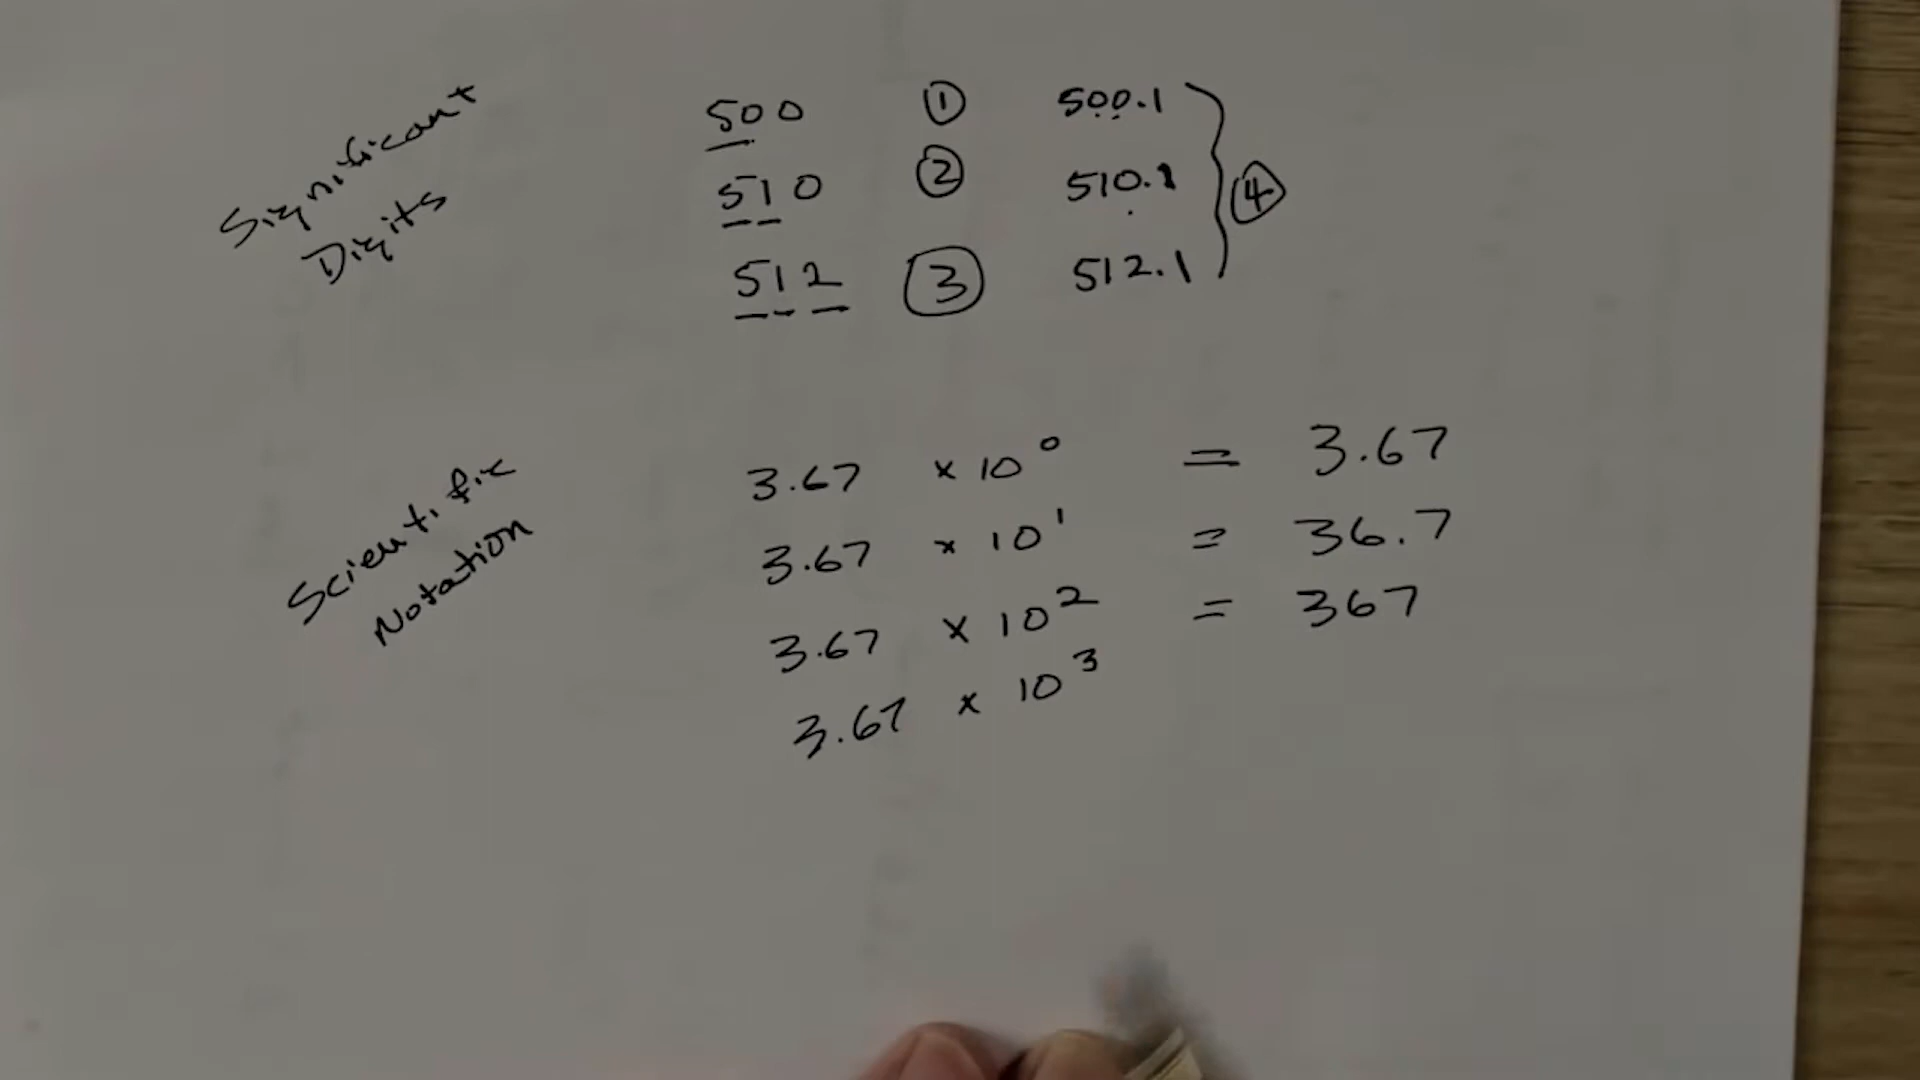 Significant
Digits
500 ① 500.1
510 ② 510.1
512 ③ 512.1
④
Scientific
Notation
3.67 × 10⁰ = 3.67
3.67 × 10¹ = 36.7
3.67 × 10² = 367
3.67 × 10³